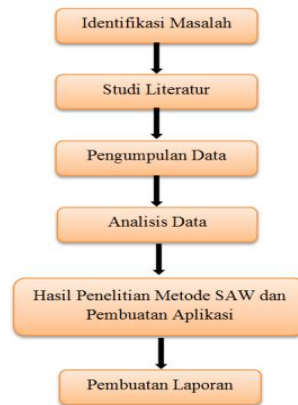 Identifikasi Masalah
Studi Literatur
Pengumpulan Data
Analisis Data
Hasil Penelitian Metode SAW dan
Pembuatan Aplikasi
Pembuatan Laporan